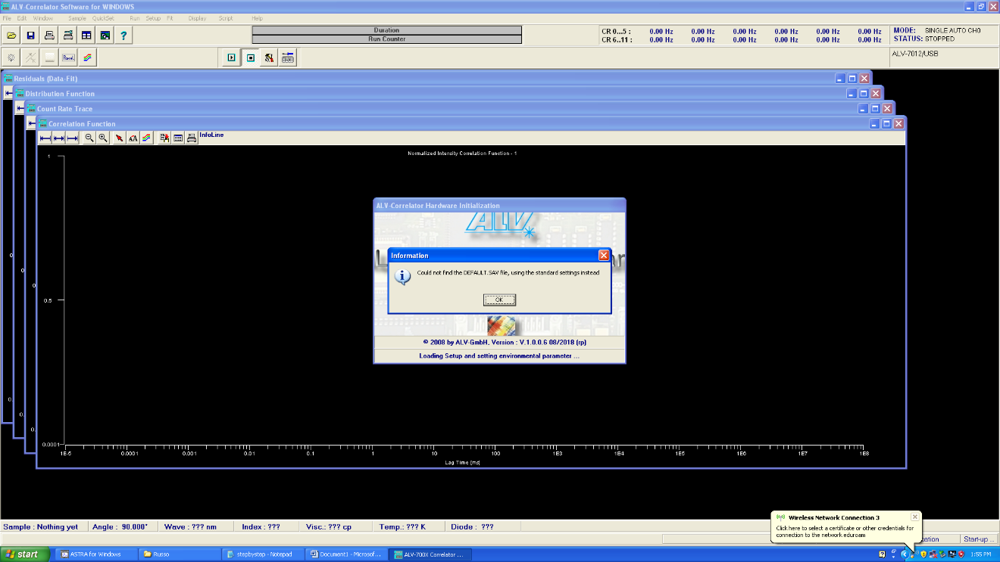 ALV-Correlator Software for WINDOWS
File Edit Window Sample QuickSet Run Setup Fit Display Script Help
Duration
Run Counter
CR 0...5 : 0.00 Hz 0.00 Hz 0.00 Hz 0.00 Hz 0.00 Hz 0.00 Hz
CR 6..11 : 0.00 Hz 0.00 Hz 0.00 Hz 0.00 Hz 0.00 Hz 0.00 Hz
MODE: SINGLE AUTO CH0
STATUS: STOPPED
ALV-7012/USB
Residuals (Data-Fit)
Distribution Function
Count Rate Trace
Correlation Function
InfoLine
Normalized Intensity Correlation Function - 1
1
0.5
0.0001
1E-5 0.0001 0.001 0.01 0.1 1 10 100 1E3 1E4 1E5 1E6 1E7 1E8
Lag Time [ms]
ALV-Correlator Hardware Initialization
ALV
Information
Could not find the DEFAULT.SAV file, using the standard settings instead
OK
© 2008 by ALV-GmbH, Version : V.1.0.0.6 08/2018 (rp)
Loading Setup and setting environmental parameter ...
Sample : Nothing yet Angle : 90.000° Wave : ??? nm Index : ??? Visc.: ??? cp Temp.: ??? K Diode : ???
Wireless Network Connection 3
Click here to select a certificate or other credentials for
connection to the network eduroam
Start-up ...
start ASTRA for Windows Russo stepbystep - Notepad Document1 - Microsof... ALV-700X Correlator ... 1:55 PM